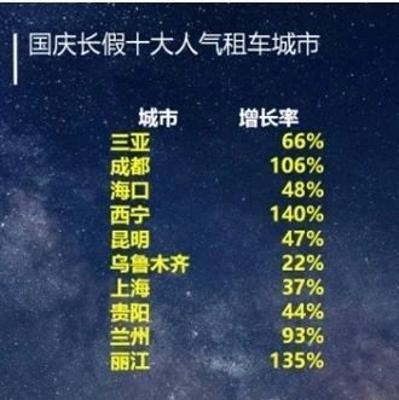 国庆长假十大人气租车城市
城市 增长率
三亚 66%
成都 106%
海口 48%
西宁 140%
昆明 47%
乌鲁木齐 22%
上海 37%
贵阳 44%
兰州 93%
丽江 135%